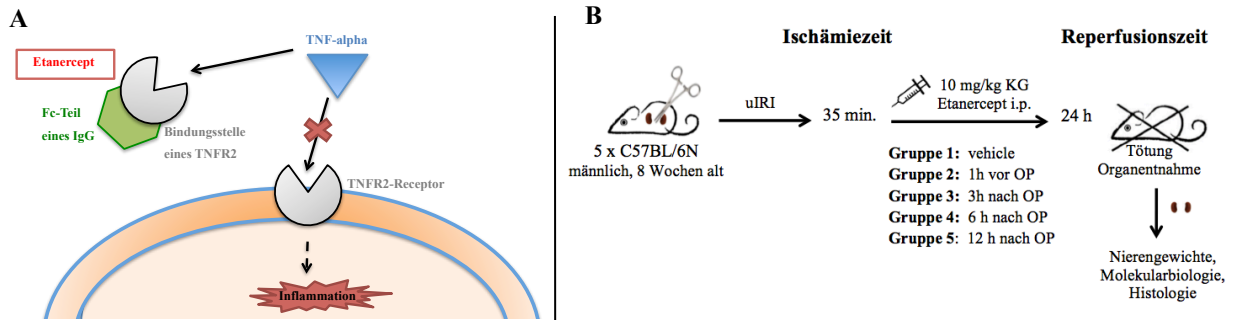 A
TNF-alpha
Etanercept
Fc-Teil
eines IgG
Bindungsstelle
eines TNFR2
TNFR2-Receptor
Inflammation
B
Ischämiezeit
Reperfusionszeit
uIRI
35 min.
10 mg/kg KG
Etanercept i.p.
24 h
5 x C57BL/6N
männlich, 8 Wochen alt
Gruppe 1: vehicle
Gruppe 2: 1h vor OP
Gruppe 3: 3h nach OP
Gruppe 4: 6 h nach OP
Gruppe 5: 12 h nach OP
Tötung
Organentnahme
Nierengewichte,
Molekularbiologie,
Histologie